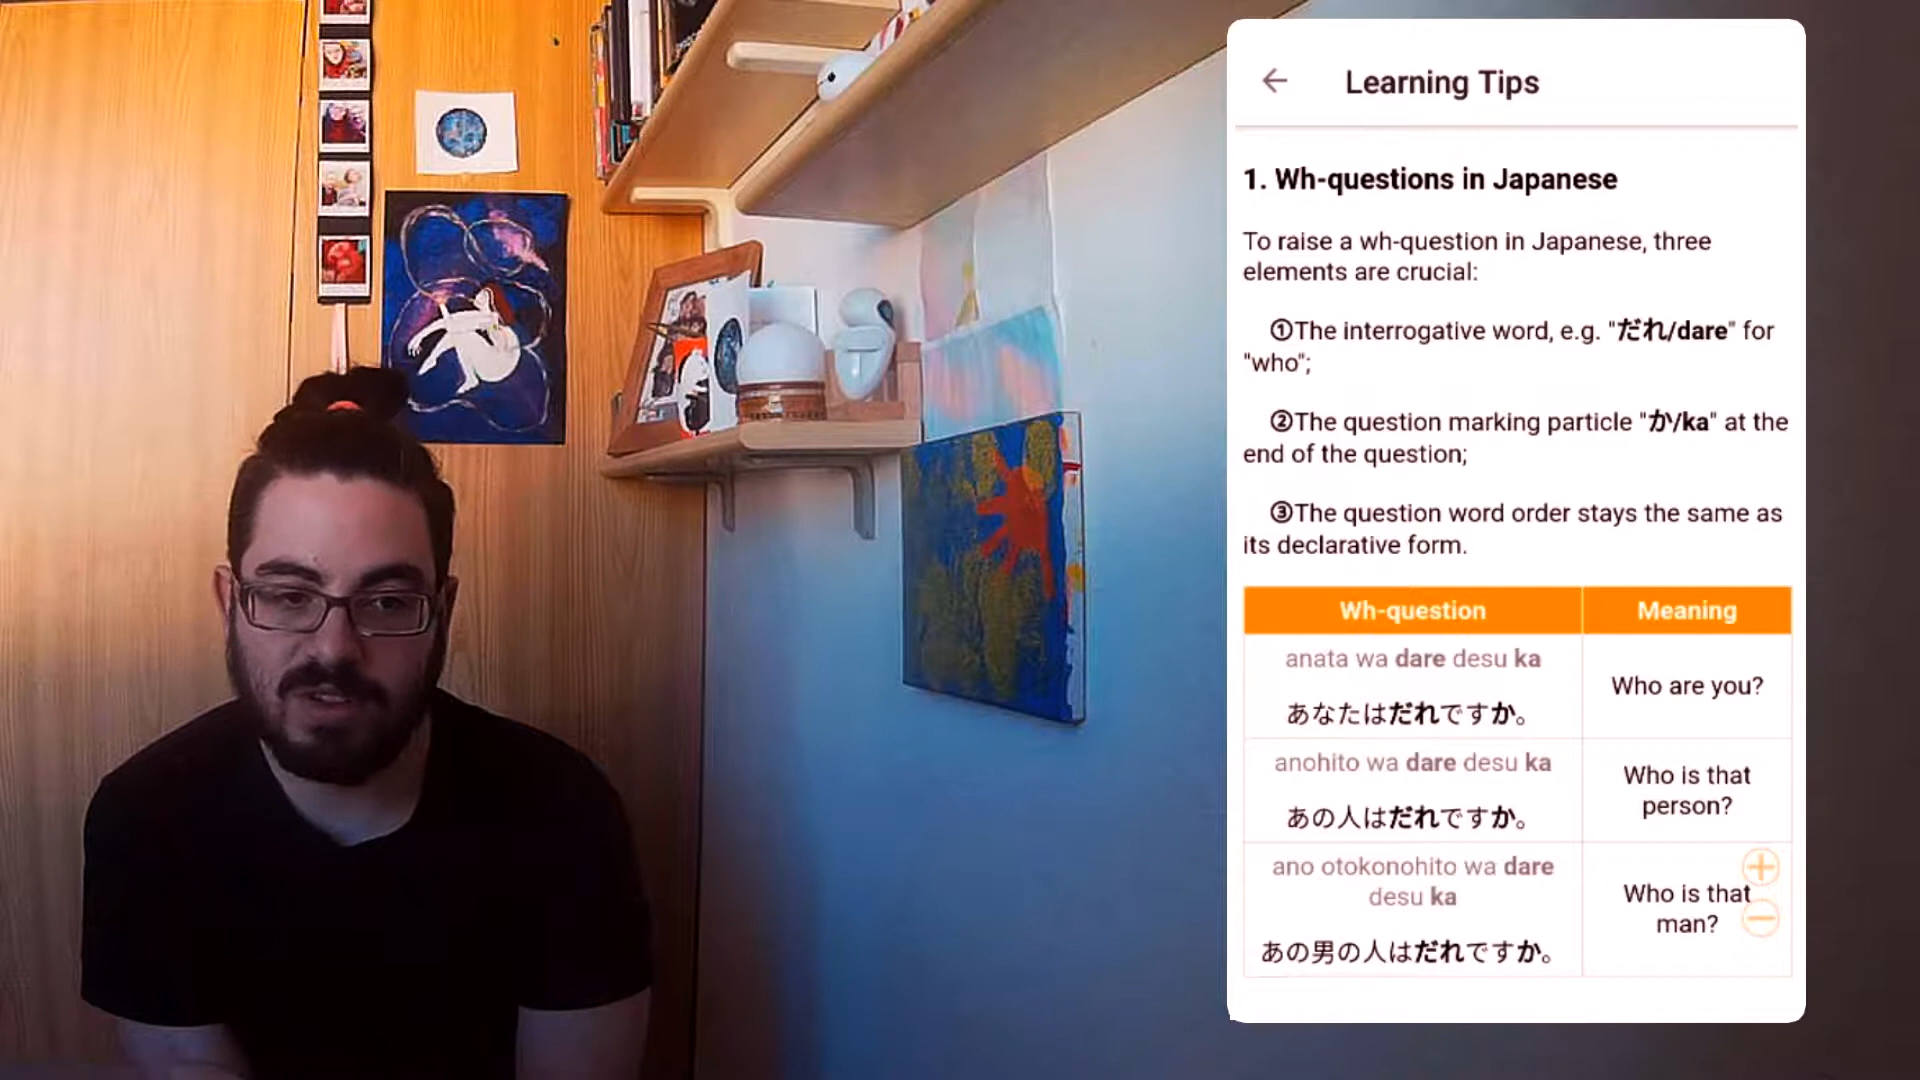 ← Learning Tips
1. Wh-questions in Japanese
To raise a wh-question in Japanese, three
elements are crucial:
①The interrogative word, e.g. "だれ/dare" for
"who";
②The question marking particle "か/ka" at the
end of the question;
③The question word order stays the same as
its declarative form.
Wh-question Meaning
anata wa dare desu ka
あなたはだれですか。
Who are you?
anohito wa dare desu ka
あの人はだれですか。
Who is that
person?
ano otokonohito wa dare
desu ka
あの男の人はだれですか。
Who is that
man?